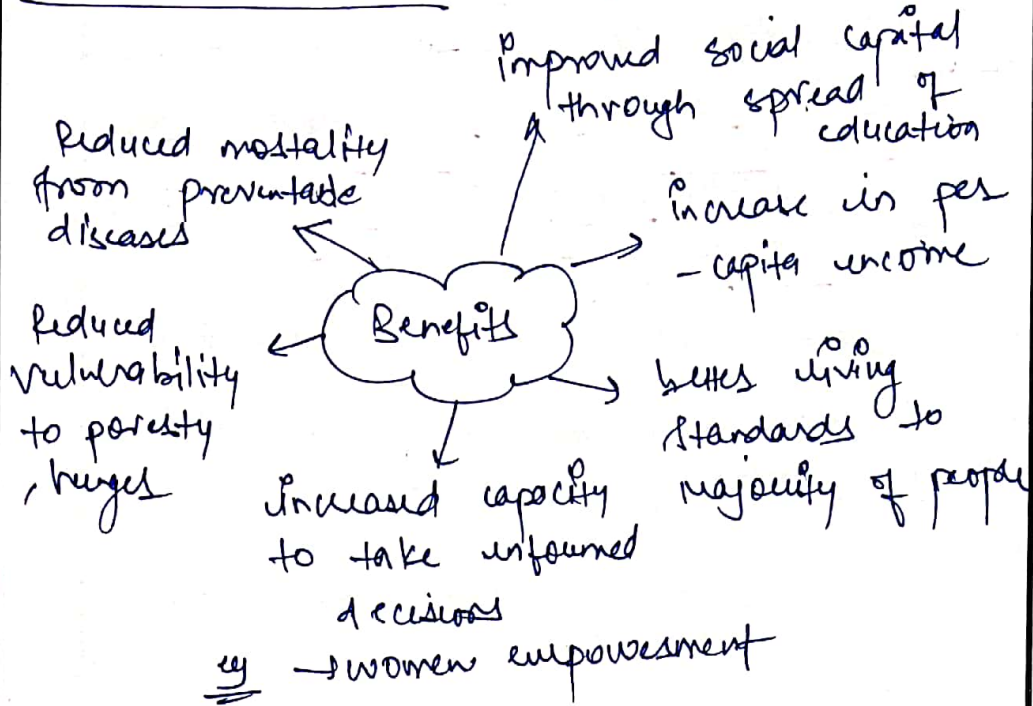 Improved social capital
through spread of
education
Reduced mortality
from preventable
diseases
increase in per
- capita income
Benefits
Reduced
vulnerability
to poverty
, hunger
better living
standards to
majority of people
Increased capacity
to take informed
decisions
eg → women empowerment